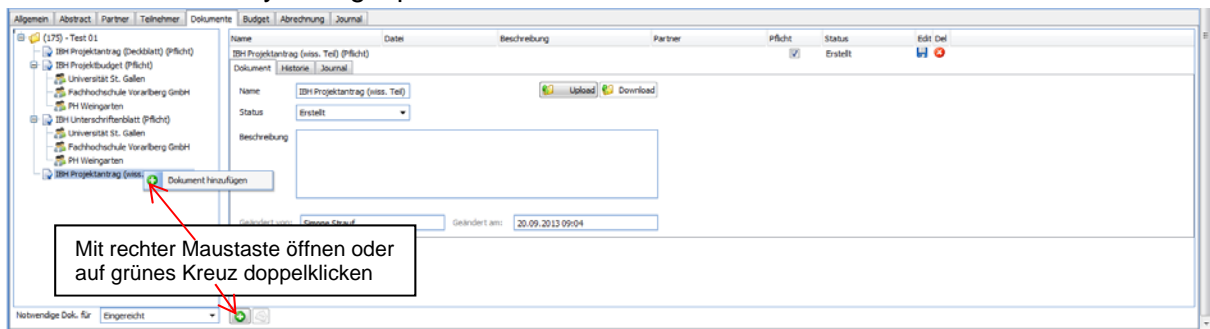 Allgemein Abstract Partner Teilnehmer Dokumente Budget Abrechnung Journal
(175) - Test 01
IBH Projektantrag (Deckblatt) (Pflicht)
IBH Projektbudget (Pflicht)
Universität St. Gallen
Fachhochschule Vorarlberg GmbH
PH Weingarten
IBH Unterschriftenblatt (Pflicht)
Universität St. Gallen
Fachhochschule Vorarlberg GmbH
PH Weingarten
IBH Projektantrag (wiss.
Dokument hinzufügen
Name Datei Beschreibung Partner Pflicht Status Edit Del
IBH Projektantrag (wiss. Teil) (Pflicht) Erstellt
Dokument Historie Journal
Name IBH Projektantrag (wiss. Teil) Upload Download
Status Erstellt
Beschreibung
Geändert von: Simone Strauf Geändert am: 20.09.2013 09:04
Mit rechter Maustaste öffnen oder
auf grünes Kreuz doppelklicken
Notwendige Dok. für Eingereicht